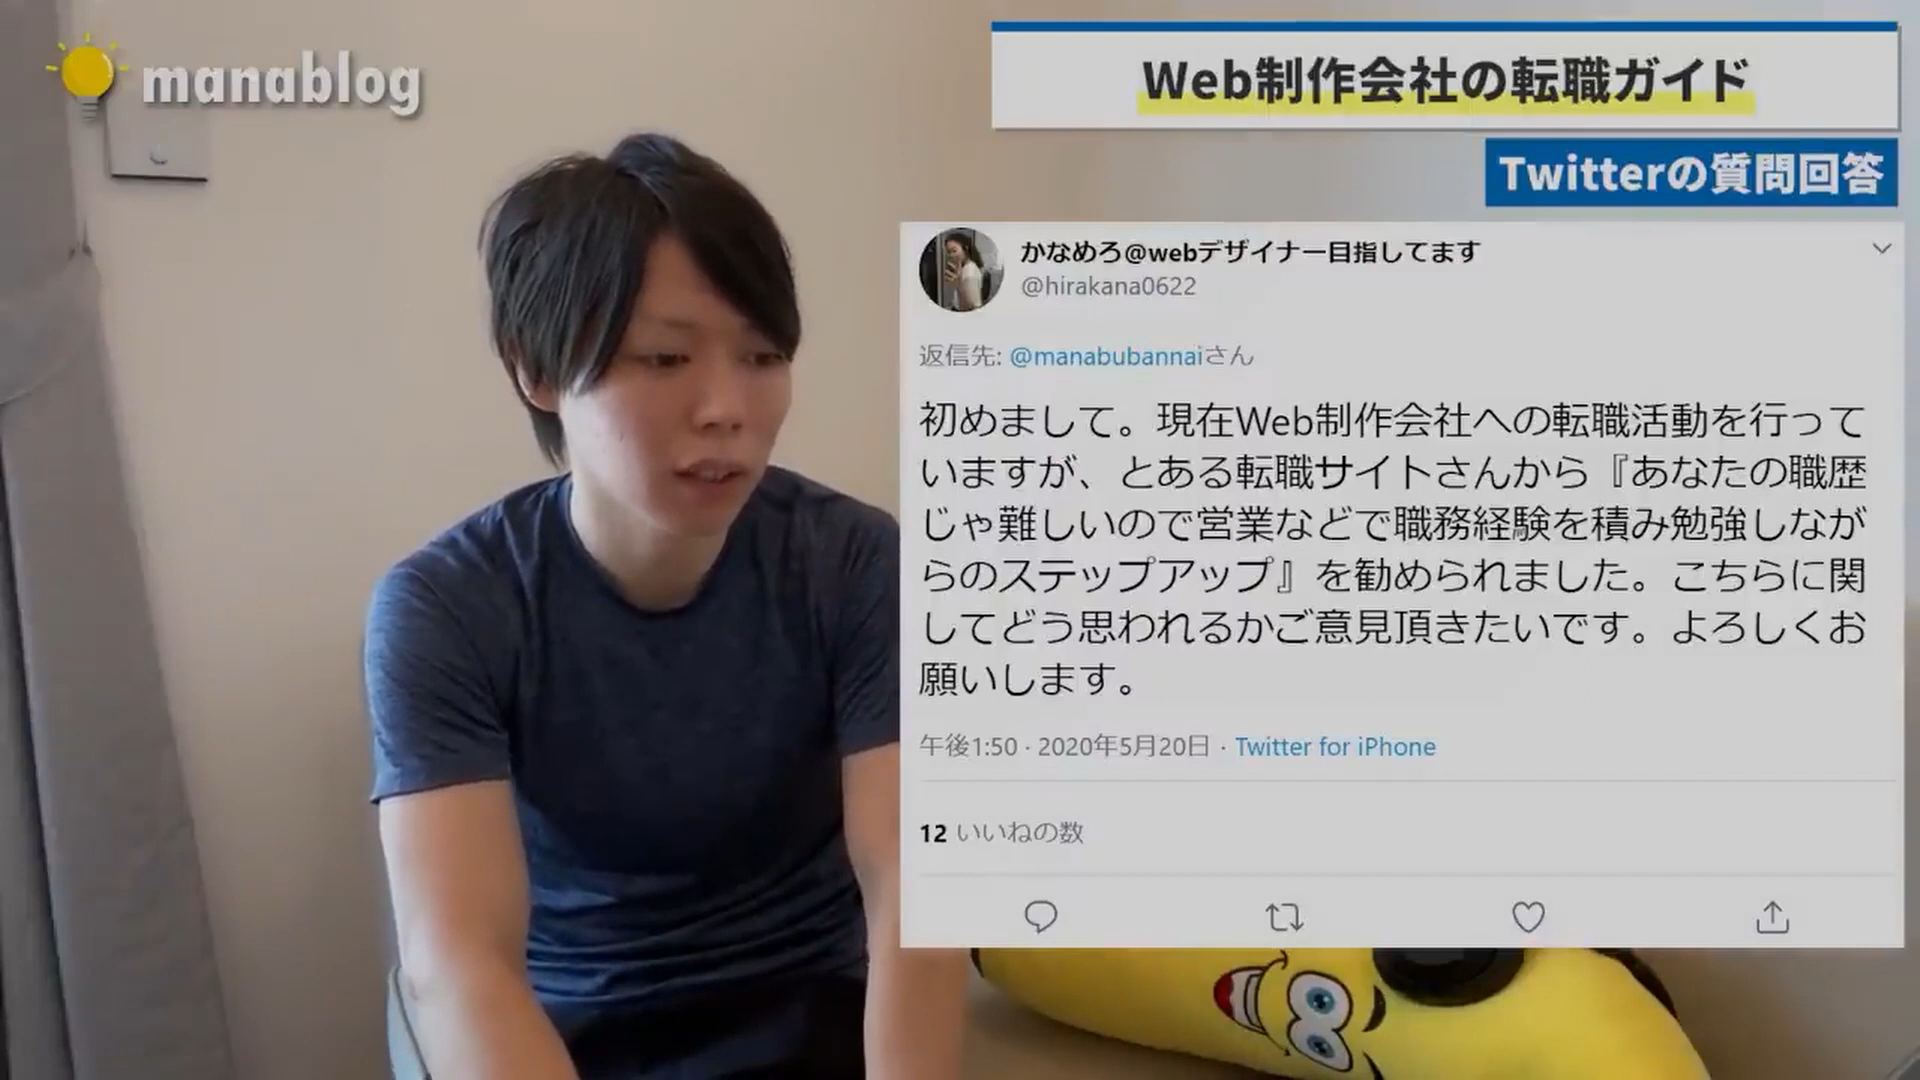 manablog
Web制作会社の転職ガイド
Twitterの質問回答
かなめろ@webデザイナー目指してます
@hirakana0622
返信先: @manabubannaiさん
初めまして。現在Web制作会社への転職活動を行って
いますが、とある転職サイトさんから『あなたの職歴
じゃ難しいので営業などで職務経験を積み勉強しなが
らのステップアップ』を勧められました。こちらに関
してどう思われるかご意見頂きたいです。よろしくお
願いします。
午後1:50 · 2020年5月20日 · Twitter for iPhone
12 いいねの数